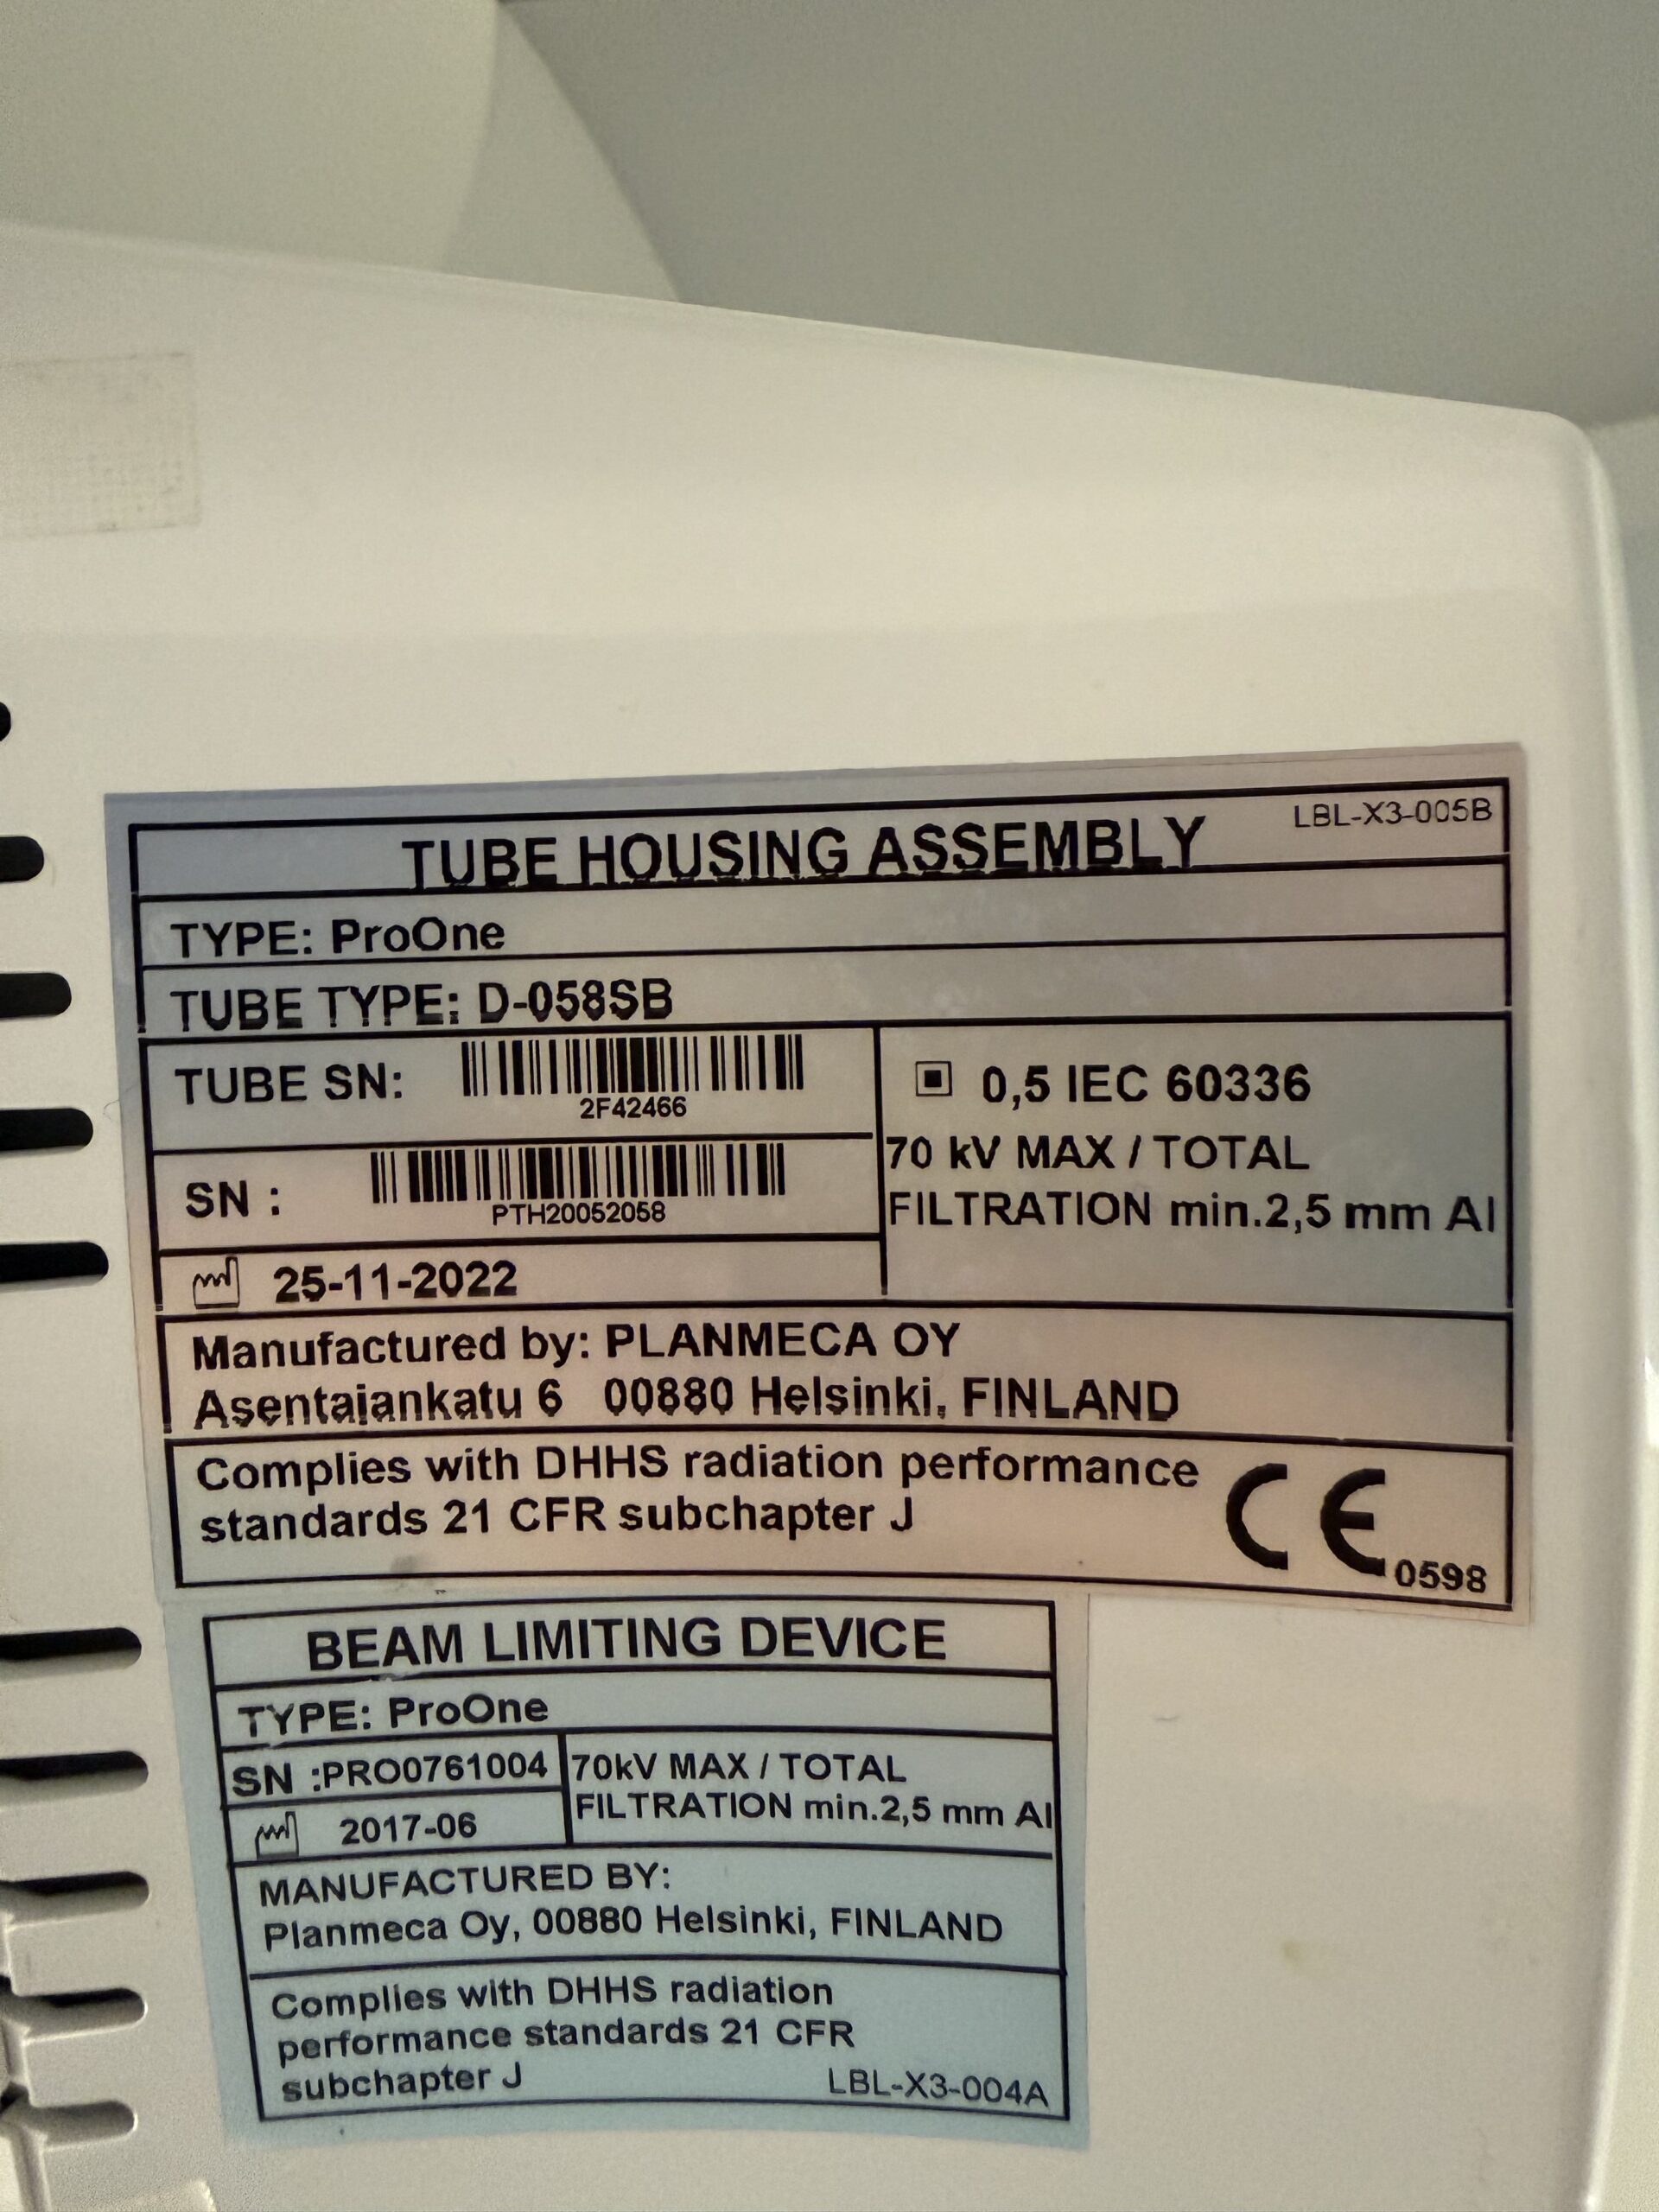 LBL-X3-005B
TUBE HOUSING ASSEMBLY
TYPE: ProOne
TUBE TYPE: D-058SB
TUBE SN:
2F42466
SN :
PTH20052058
25-11-2022
0,5 IEC 60336
70 kV MAX / TOTAL
FILTRATION min.2,5 mm Al
Manufactured by: PLANMECA OY
Asentajankatu 6 00880 Helsinki, FINLAND
Complies with DHHS radiation performance
standards 21 CFR subchapter J
CE 0598
BEAM LIMITING DEVICE
TYPE: ProOne
SN :PRO0761004
2017-06
70kV MAX / TOTAL
FILTRATION min.2,5 mm Al
MANUFACTURED BY:
Planmeca Oy, 00880 Helsinki, FINLAND
Complies with DHHS radiation
performance standards 21 CFR
subchapter J
LBL-X3-004A